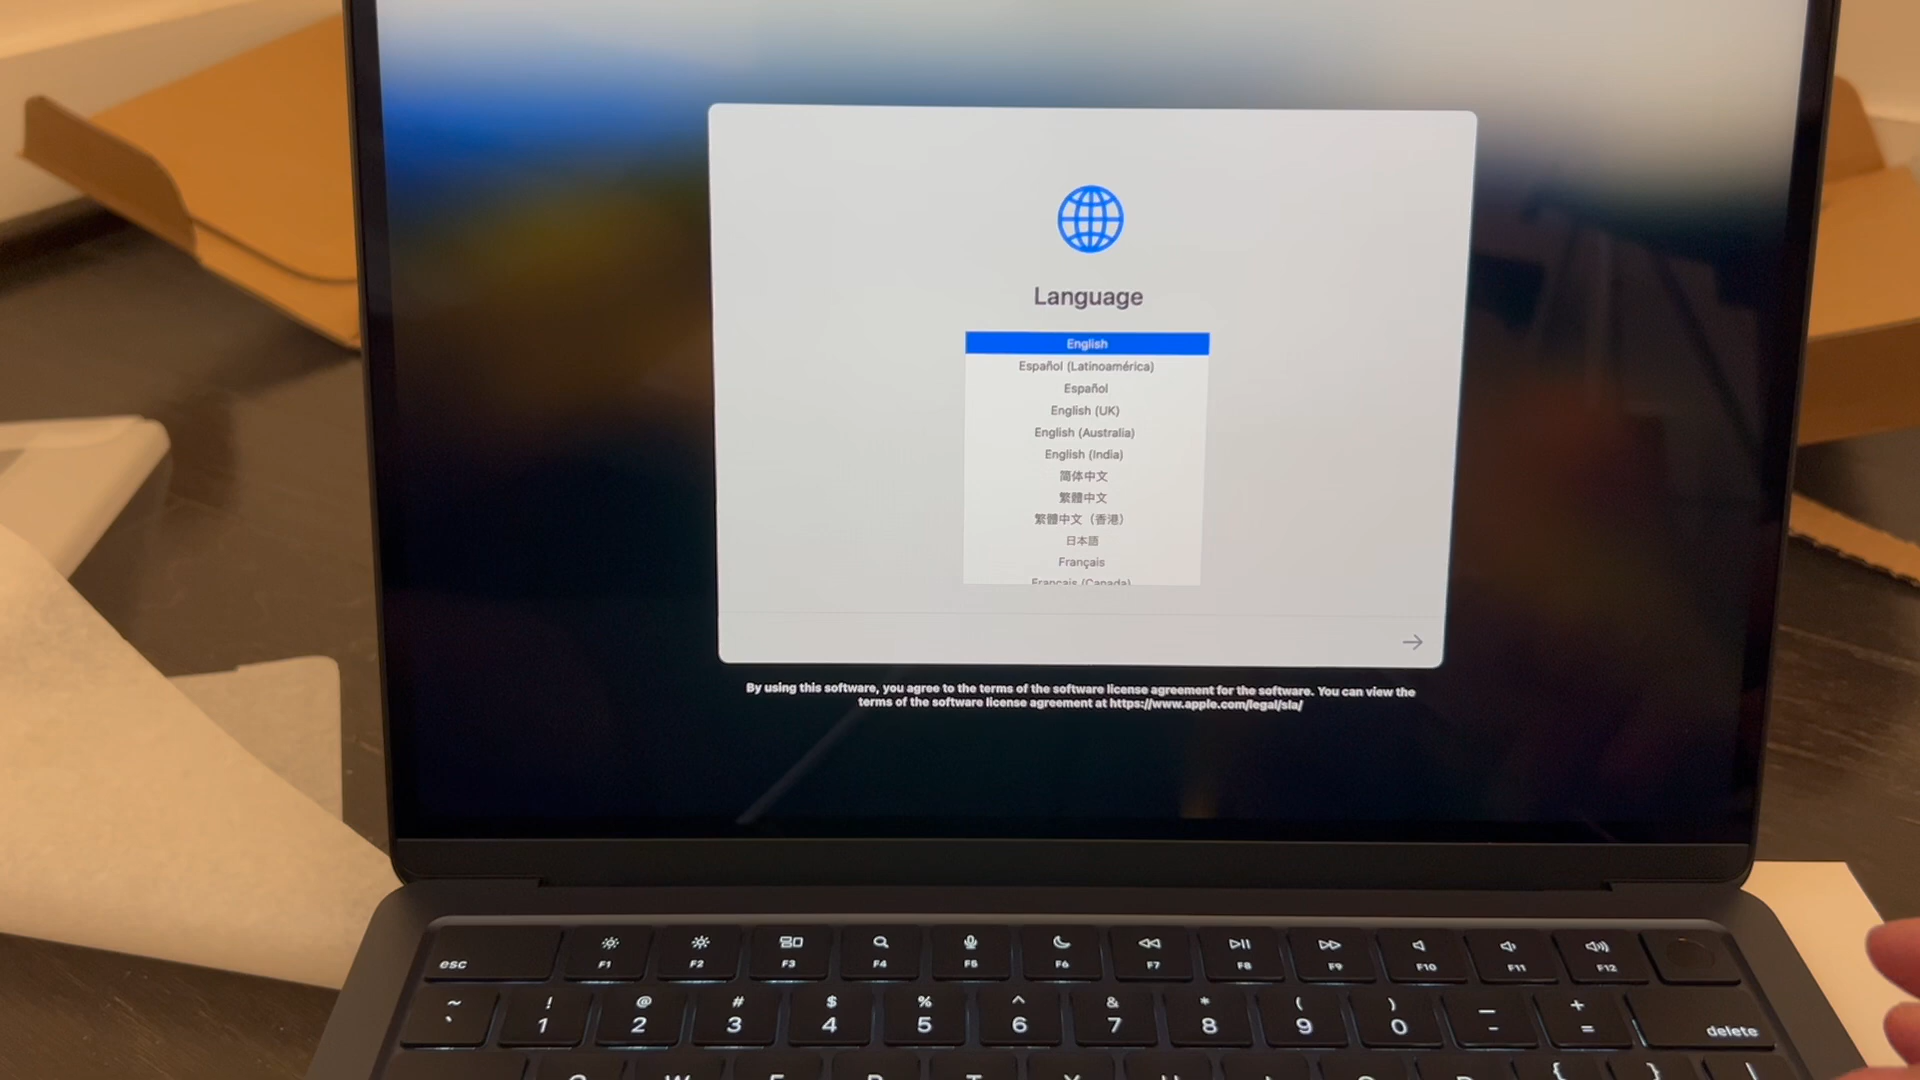 Language
English
Español (Latinoamérica)
Español
English (UK)
English (Australia)
English (India)
简体中文
繁體中文
繁體中文（香港）
日本語
Français
Français (Canada)
By using this software, you agree to the terms of the software license agreement for the software. You can view the
terms of the software license agreement at https://www.apple.com/legal/sla/
esc F1 F2 F3 F4 F5 F6 F7 F8 F9 F10 F11 F12
~ ! @ # $ % ^ & * ( ) — +
` 1 2 3 4 5 6 7 8 9 0 - = delete
{ }